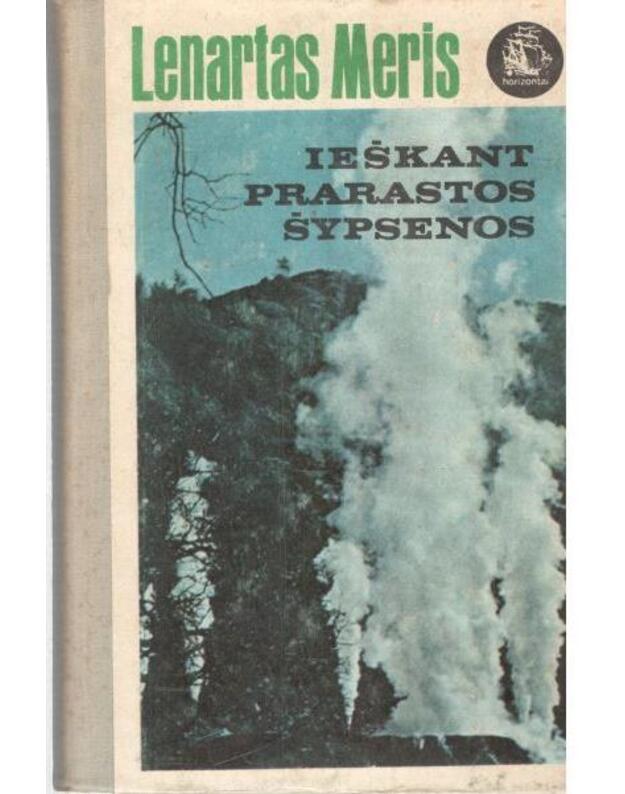 Lenartas Meris
horizontai
IEŠKANT
PRARASTOS
ŠYPSENOS